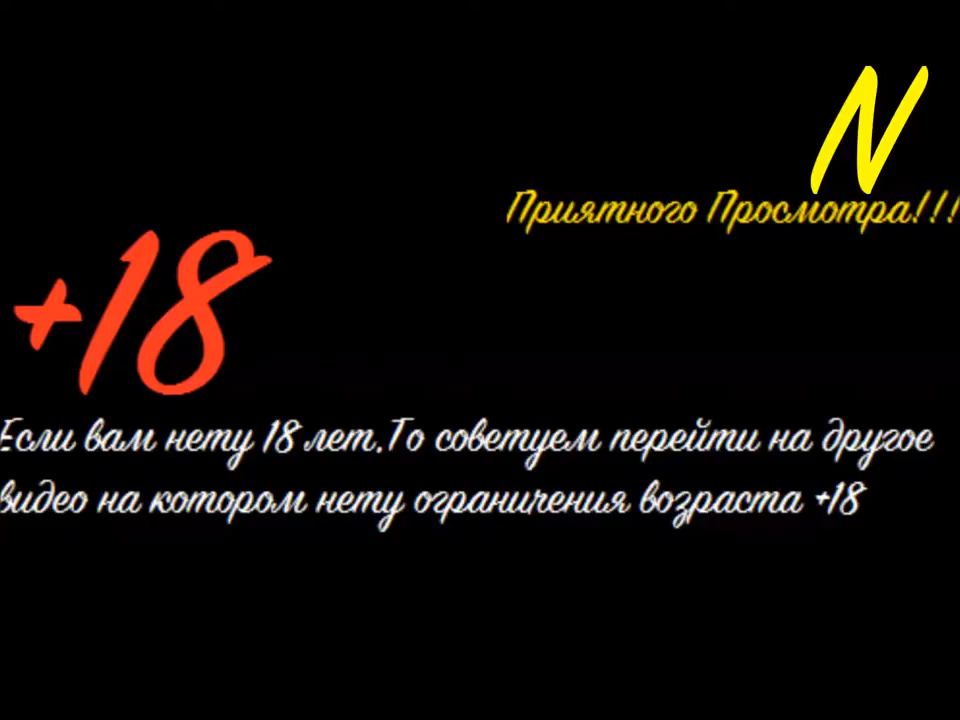 N
Приятного Просмотра!!!
+18
Если вам нету 18 лет.То советуем перейти на другое
видео на котором нету ограничения возраста +18